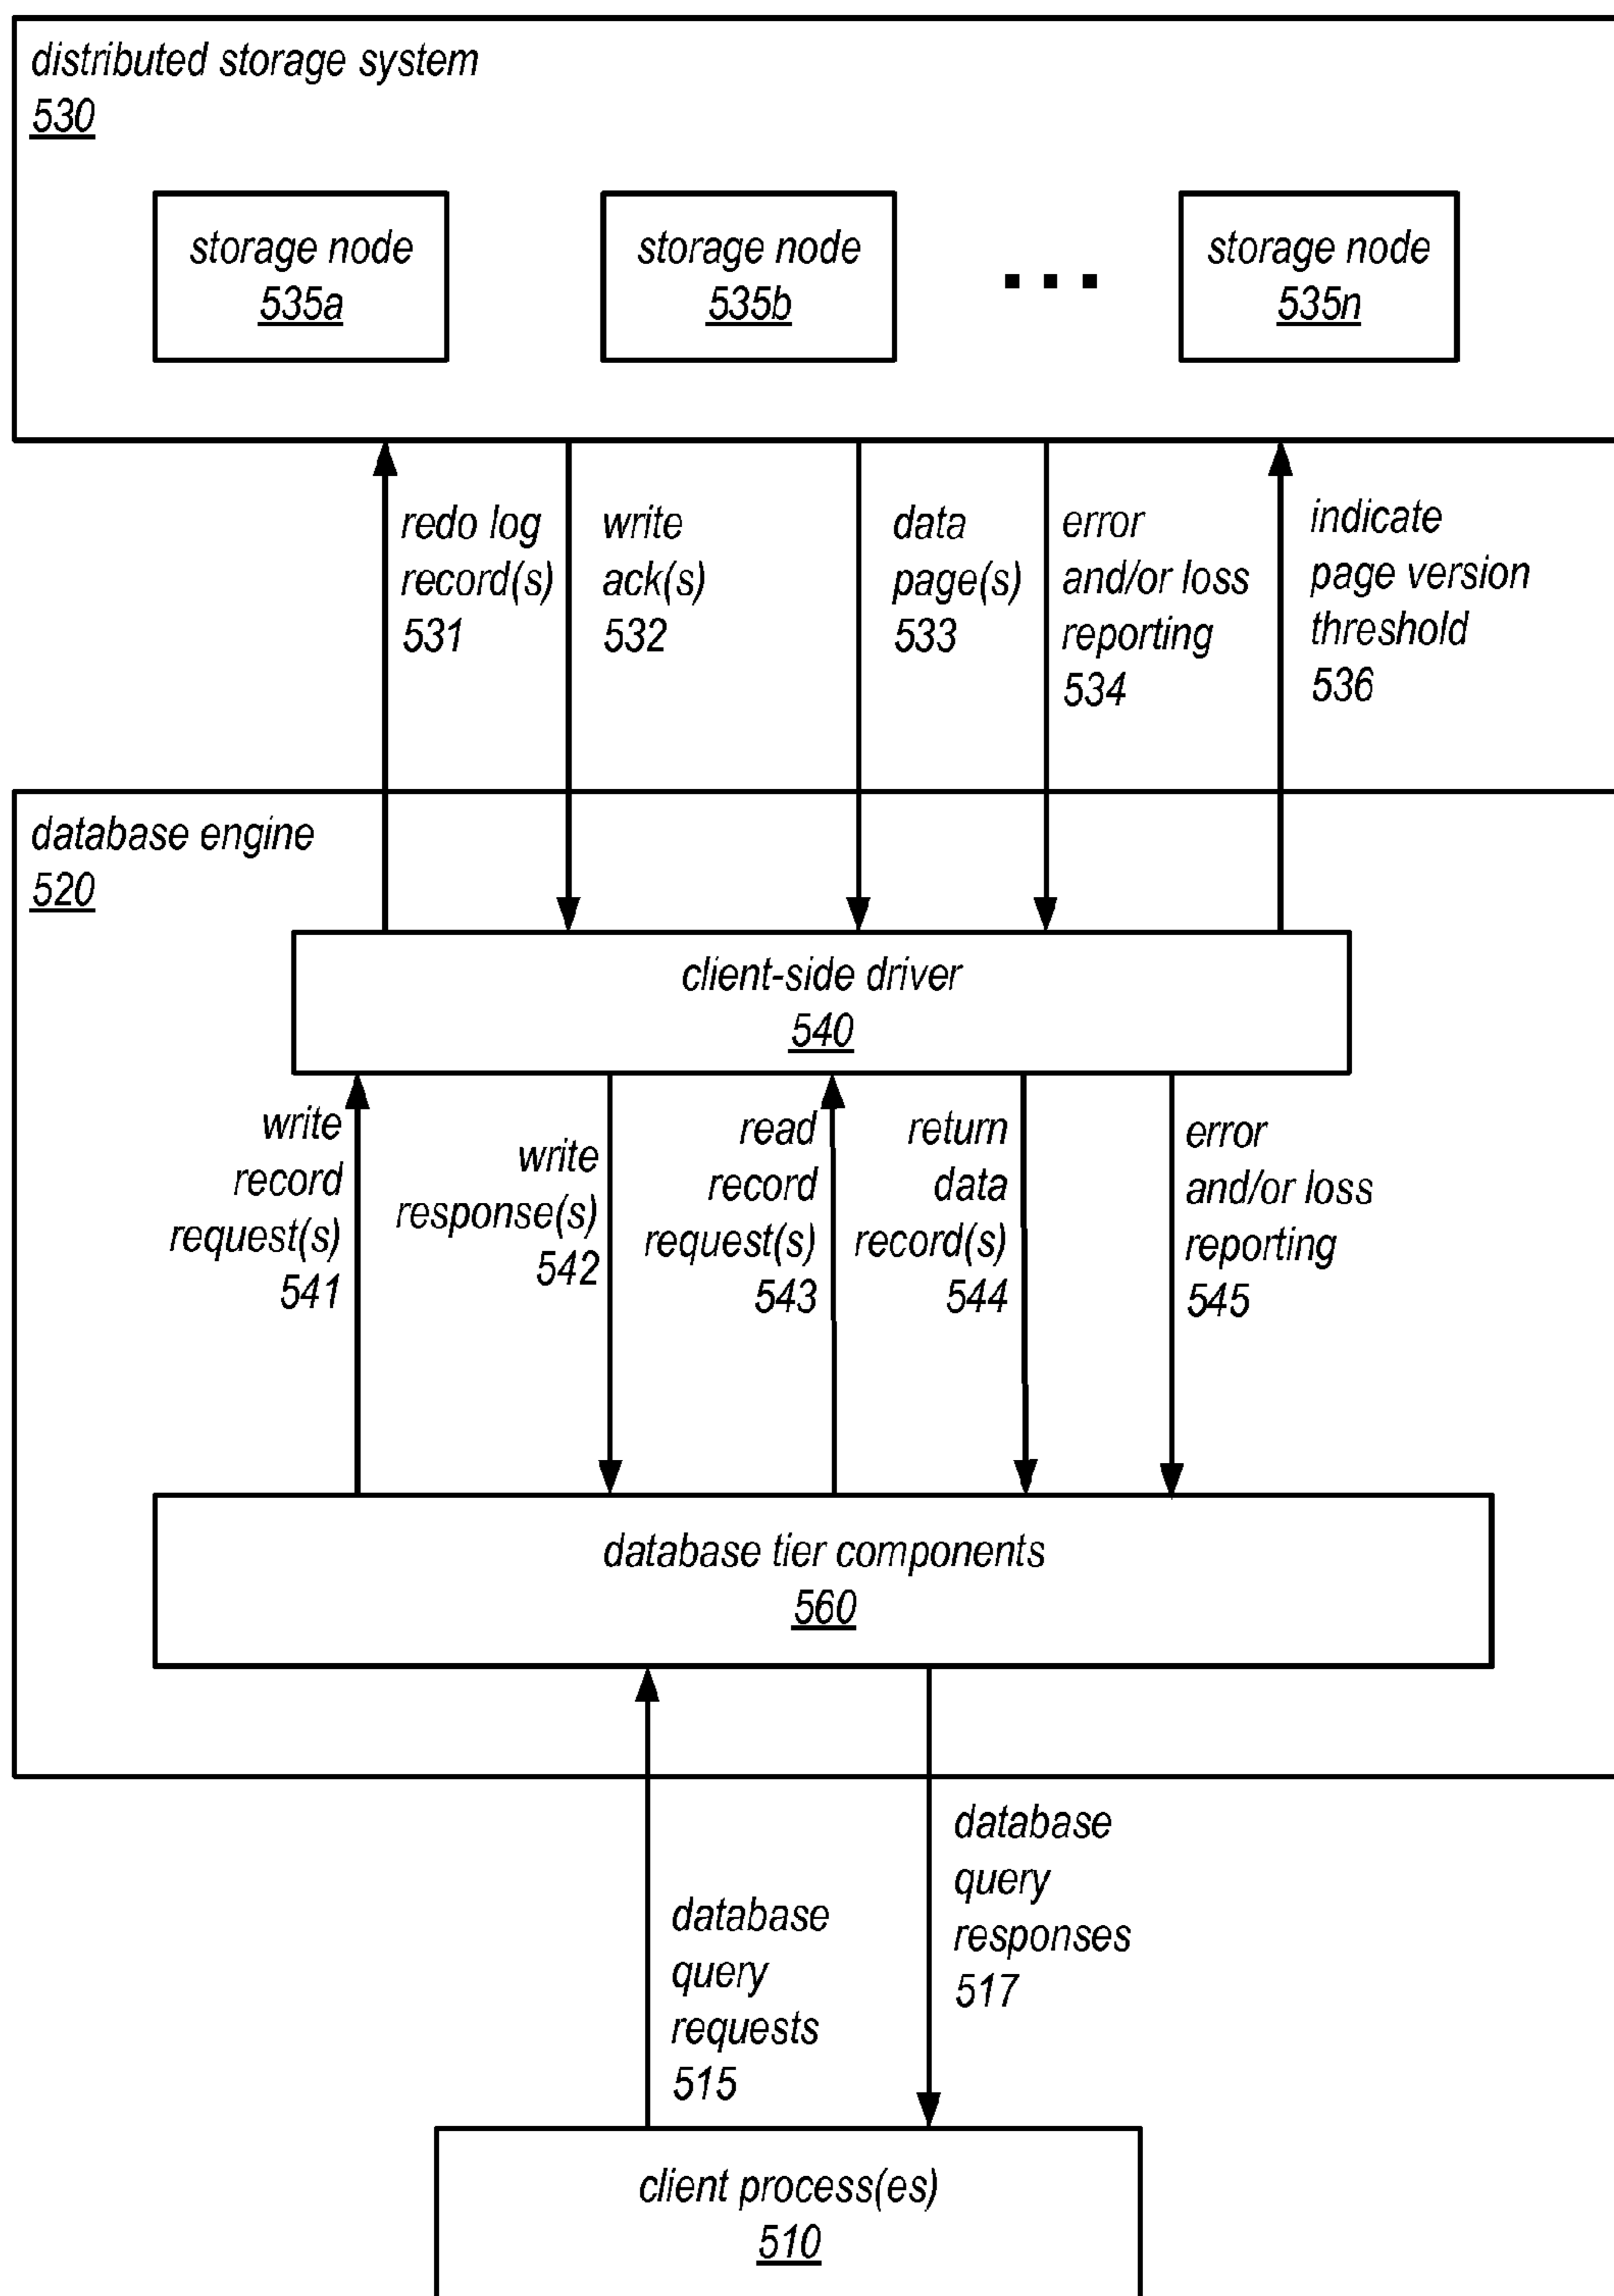 distributed storage system
530
storage node
535a
storage node
535b
storage node
535n
redo log
record(s)
531
write
ack(s)
532
data
page(s)
533
error
and/or loss
reporting
534
indicate
page version
threshold
536
database engine
520
client-side driver
540
write
record
request(s)
541
write
response(s)
542
read
record
request(s)
543
return
data
record(s)
544
error
and/or loss
reporting
545
database tier components
560
database
query
requests
515
database
query
responses
517
client process(es)
510